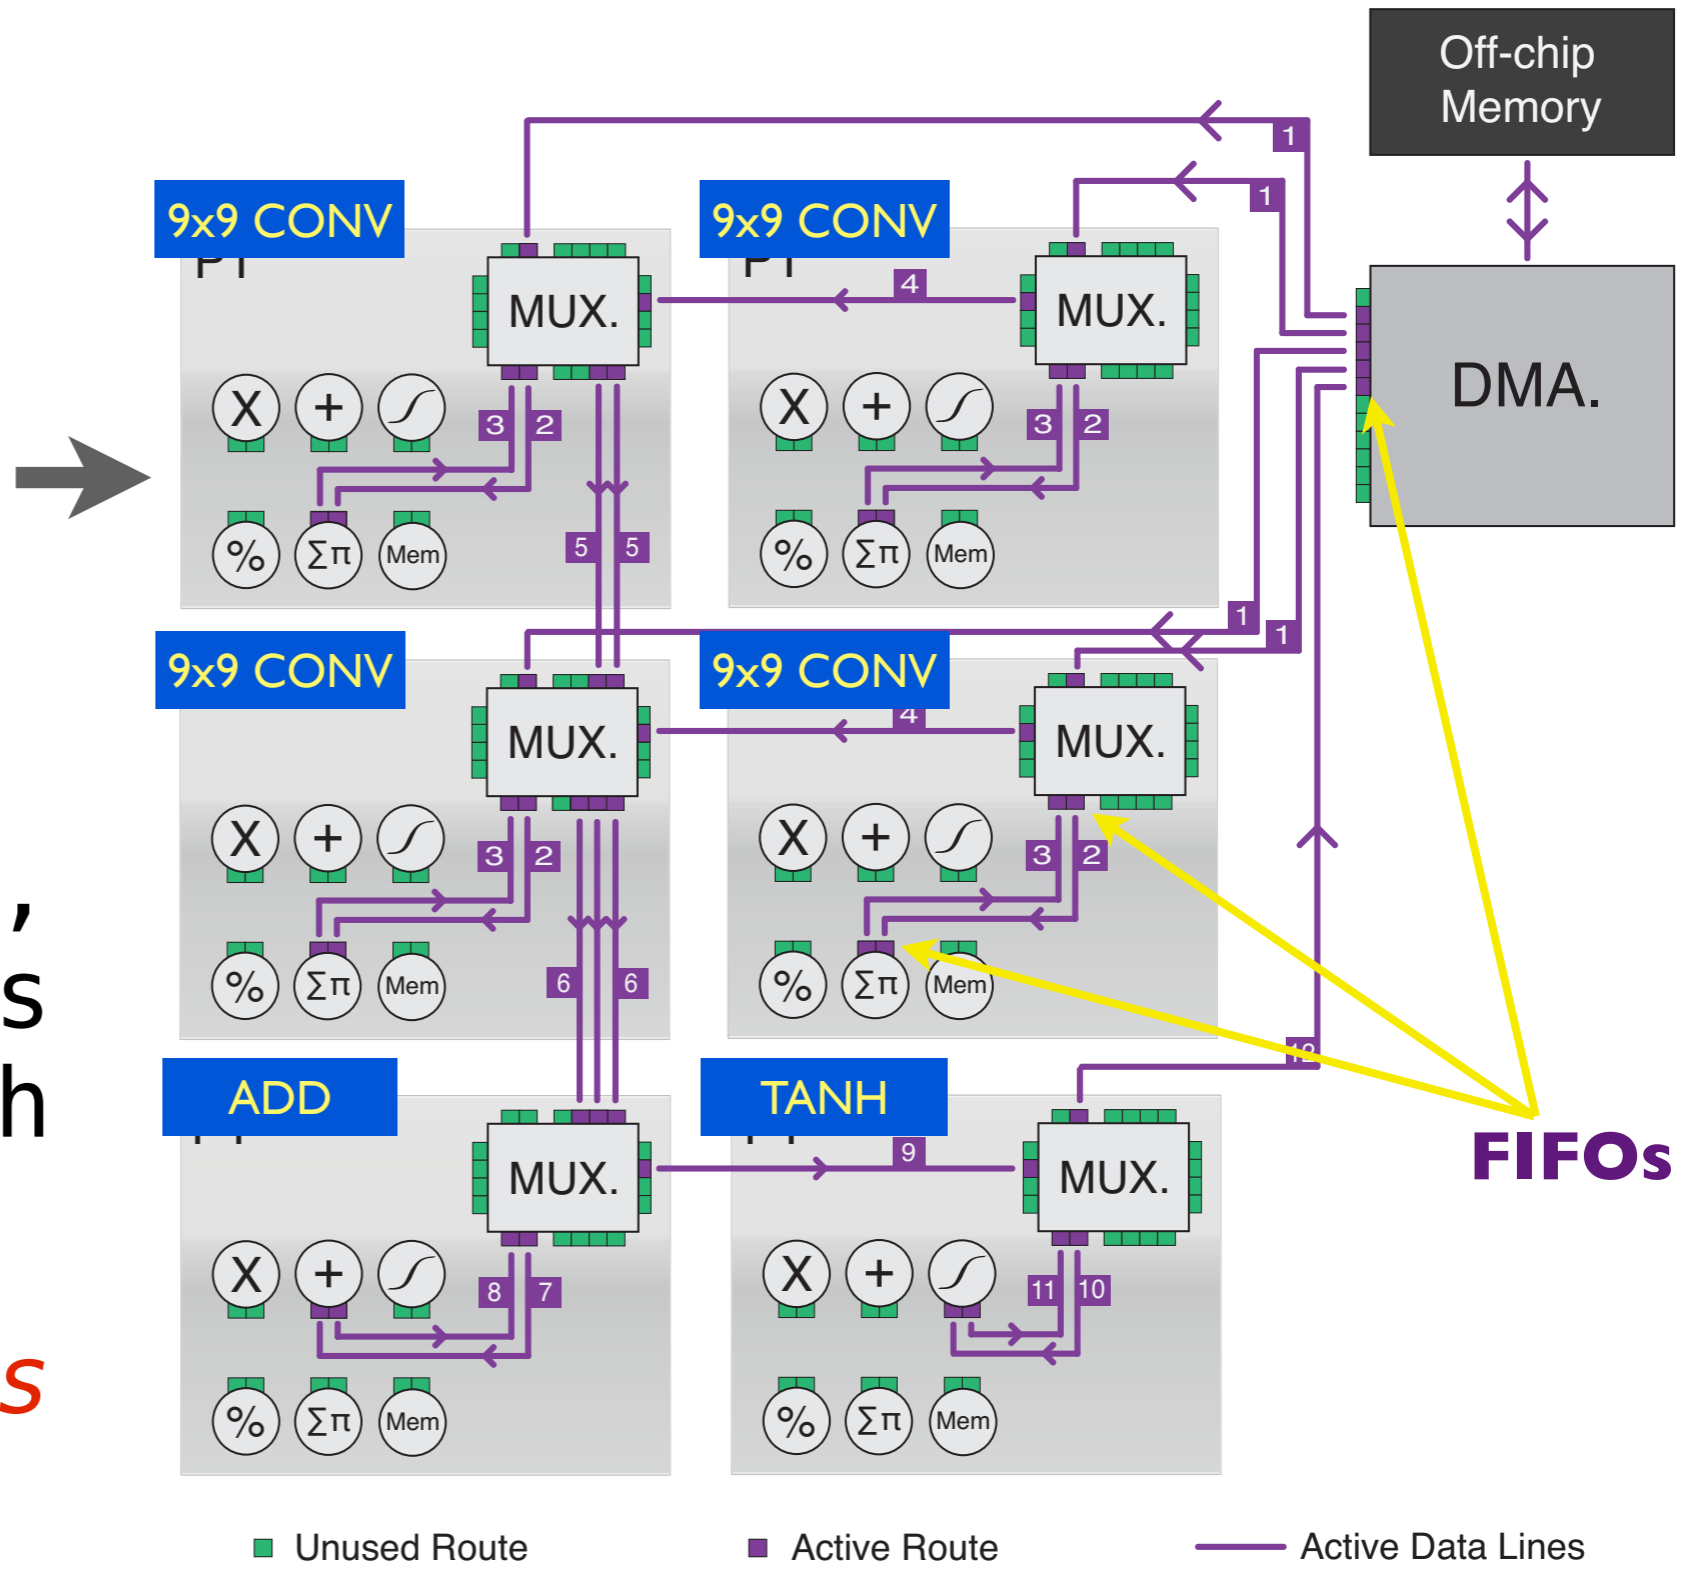 Off-chip
Memory
1
1
9x9 CONV
9x9 CONV
4
MUX.
MUX.
DMA.
X
+
3
2
X
+
3
2
%
Σπ
Mem
5
5
%
Σπ
Mem
1
1
9x9 CONV
9x9 CONV
4
MUX.
MUX.
X
+
3
2
X
+
3
2
,
s
h
%
Σπ
Mem
6
6
%
Σπ
Mem
12
ADD
TANH
9
FIFOs
MUX.
MUX.
X
+
8
7
X
+
11
10
s
%
Σπ
Mem
%
Σπ
Mem
Unused Route
Active Route
Active Data Lines